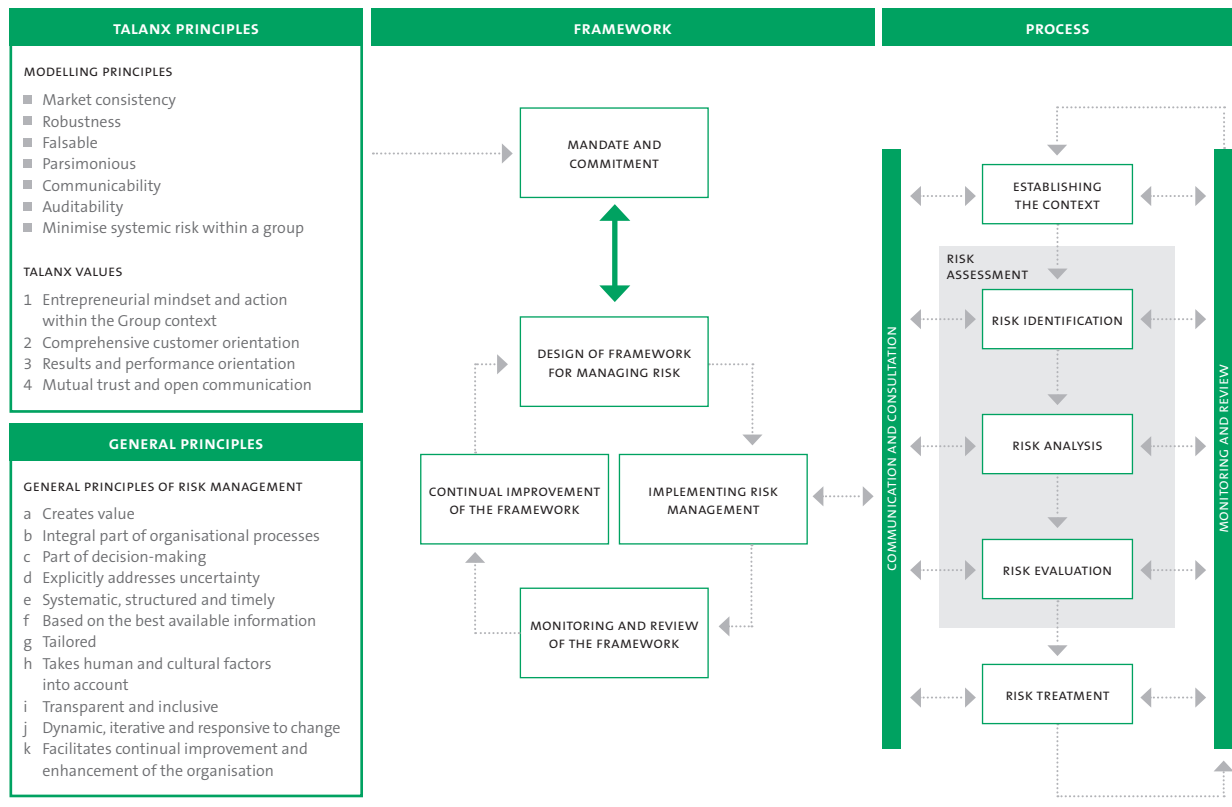 TALANX PRINCIPLES
MODELLING PRINCIPLES
Market consistency
Robustness
Falsable
Parsimonious
Communicability
Auditability
Minimise systemic risk within a group
TALANX VALUES
1 Entrepreneurial mindset and action
within the Group context
2 Comprehensive customer orientation
3 Results and performance orientation
4 Mutual trust and open communication
GENERAL PRINCIPLES
GENERAL PRINCIPLES OF RISK MANAGEMENT
a Creates value
b Integral part of organisational processes
c Part of decision-making
d Explicitly addresses uncertainty
e Systematic, structured and timely
f Based on the best available information
g Tailored
h Takes human and cultural factors
into account
i Transparent and inclusive
j Dynamic, iterative and responsive to change
k Facilitates continual improvement and
enhancement of the organisation
FRAMEWORK
MANDATE AND
COMMITMENT
DESIGN OF FRAMEWORK
FOR MANAGING RISK
CONTINUAL IMPROVEMENT
OF THE FRAMEWORK
IMPLEMENTING RISK
MANAGEMENT
MONITORING AND REVIEW
OF THE FRAMEWORK
PROCESS
COMMUNICATION AND CONSULTATION
ESTABLISHING
THE CONTEXT
RISK
ASSESSMENT
RISK IDENTIFICATION
RISK ANALYSIS
RISK EVALUATION
RISK TREATMENT
MONITORING AND REVIEW